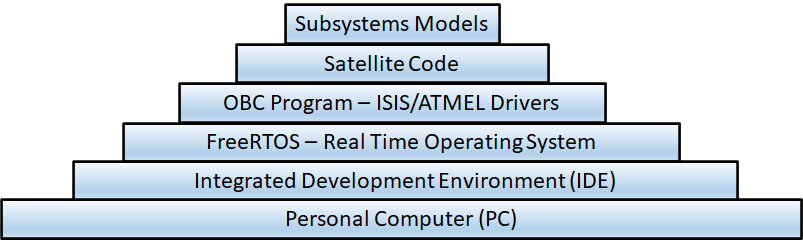 Subsystems Models
Satellite Code
OBC Program – ISIS/ATMEL Drivers
FreeRTOS – Real Time Operating System
Integrated Development Environment (IDE)
Personal Computer (PC)